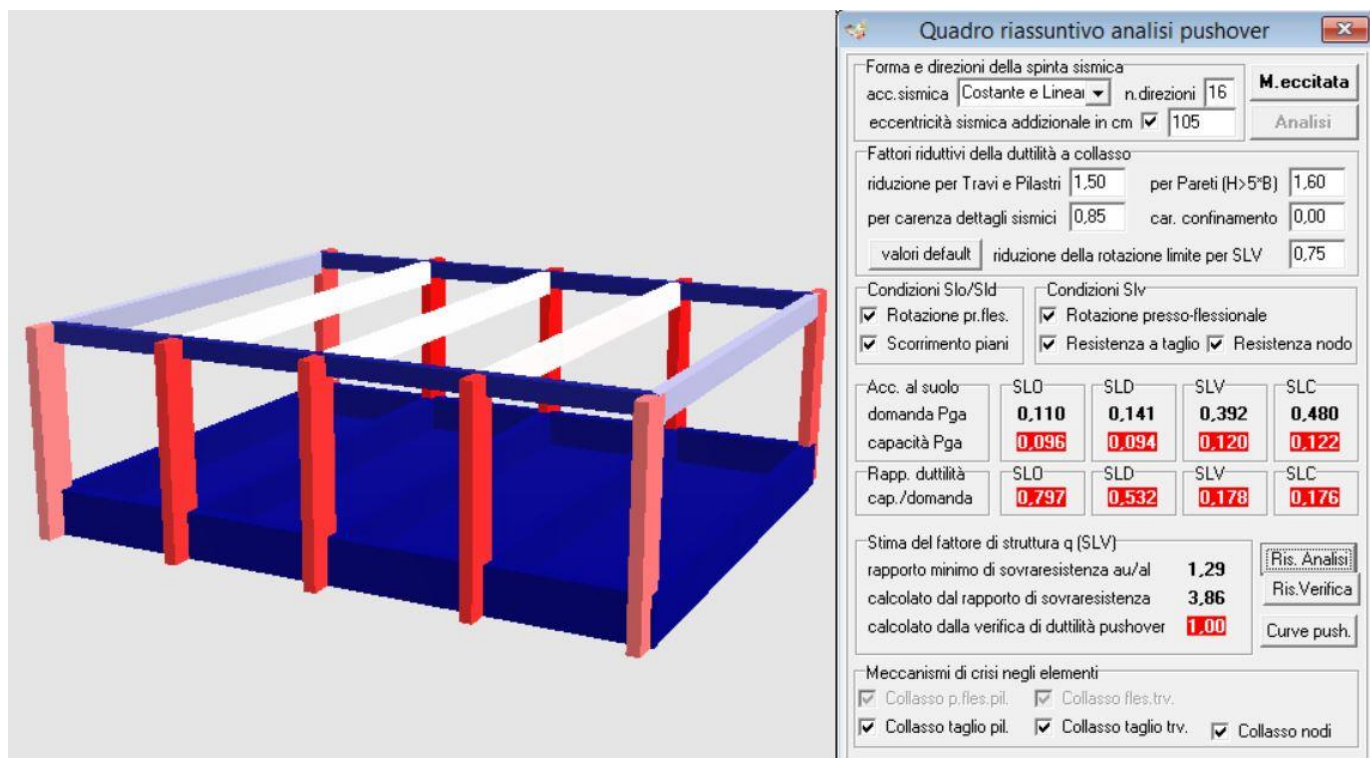 Quadro riassuntivo analisi pushover
Forma e direzioni della spinta sismica
acc.sismica Costante e Linear n.direzioni 16
M.eccitata
eccentricità sismica addizionale in cm 105
Analisi
Fattori riduttivi della duttilità a collasso
riduzione per Travi e Pilastri 1,50 per Pareti (H>5*B) 1,60
per carenza dettagli sismici 0,85 car. confinamento 0,00
valori default riduzione della rotazione limite per SLV 0,75
Condizioni Slo/Sld Condizioni Slv
Rotazione pr.fles. Rotazione presso-flessionale
Scorrimento piani Resistenza a taglio Resistenza nodo
Acc. al suolo SLO SLD SLV SLC
domanda Pga 0,110 0,141 0,392 0,480
capacità Pga 0,096 0,094 0,120 0,122
Rapp. duttilità SLO SLD SLV SLC
cap./domanda 0,797 0,532 0,178 0,176
Stima del fattore di struttura q (SLV)
rapporto minimo di sovraresistenza au/al 1,29
Ris. Analisi
calcolato dal rapporto di sovraresistenza 3,86
Ris.Verifica
calcolato dalla verifica di duttilità pushover 1,00
Curve push.
Meccanismi di crisi negli elementi
Collasso p.fles.pil. Collasso fles.trv.
Collasso taglio pil. Collasso taglio trv. Collasso nodi